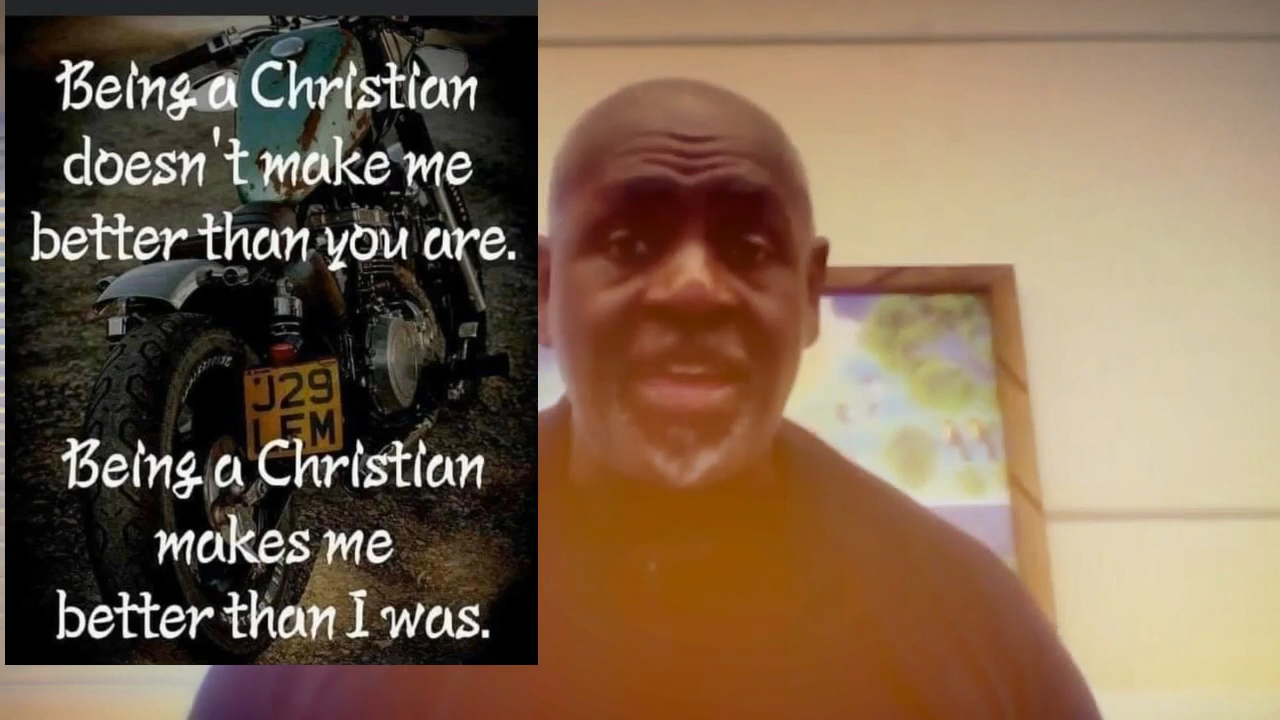 Being a Christian
doesn't make me
better than you are.
J29
LEM
Being a Christian
makes me
better than I was.